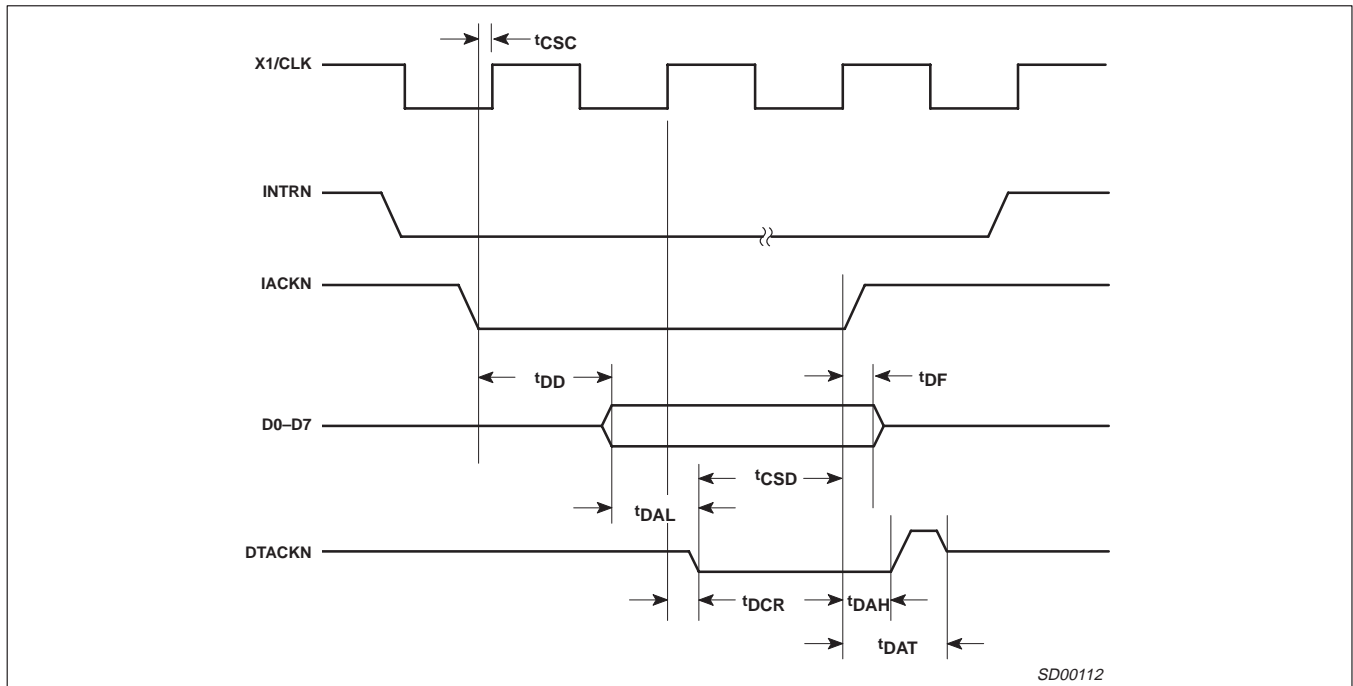 tCSC
X1/CLK
INTRN
IACKN
tDD
tDF
D0–D7
tCSD
tDAL
DTACKN
tDCR
tDAH
tDAT
SD00112